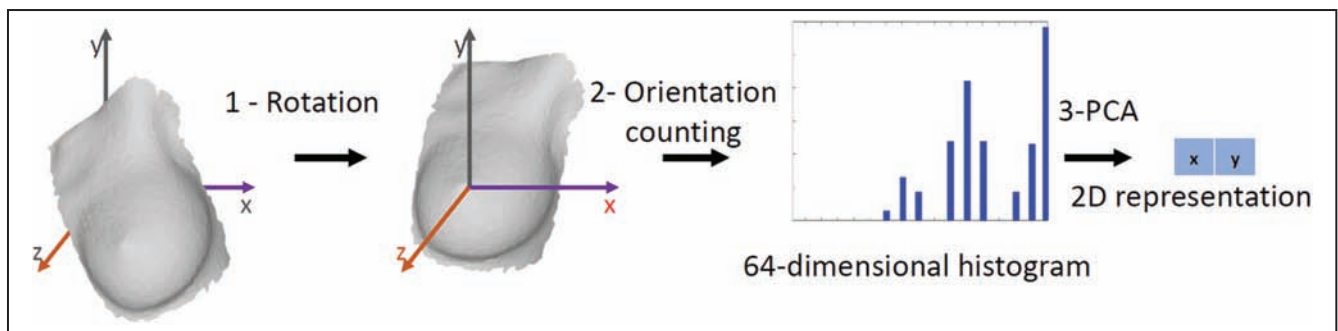 y
x
z
1 - Rotation
y
x
z
2- Orientation
counting
64-dimensional histogram
3-PCA
x y
2D representation